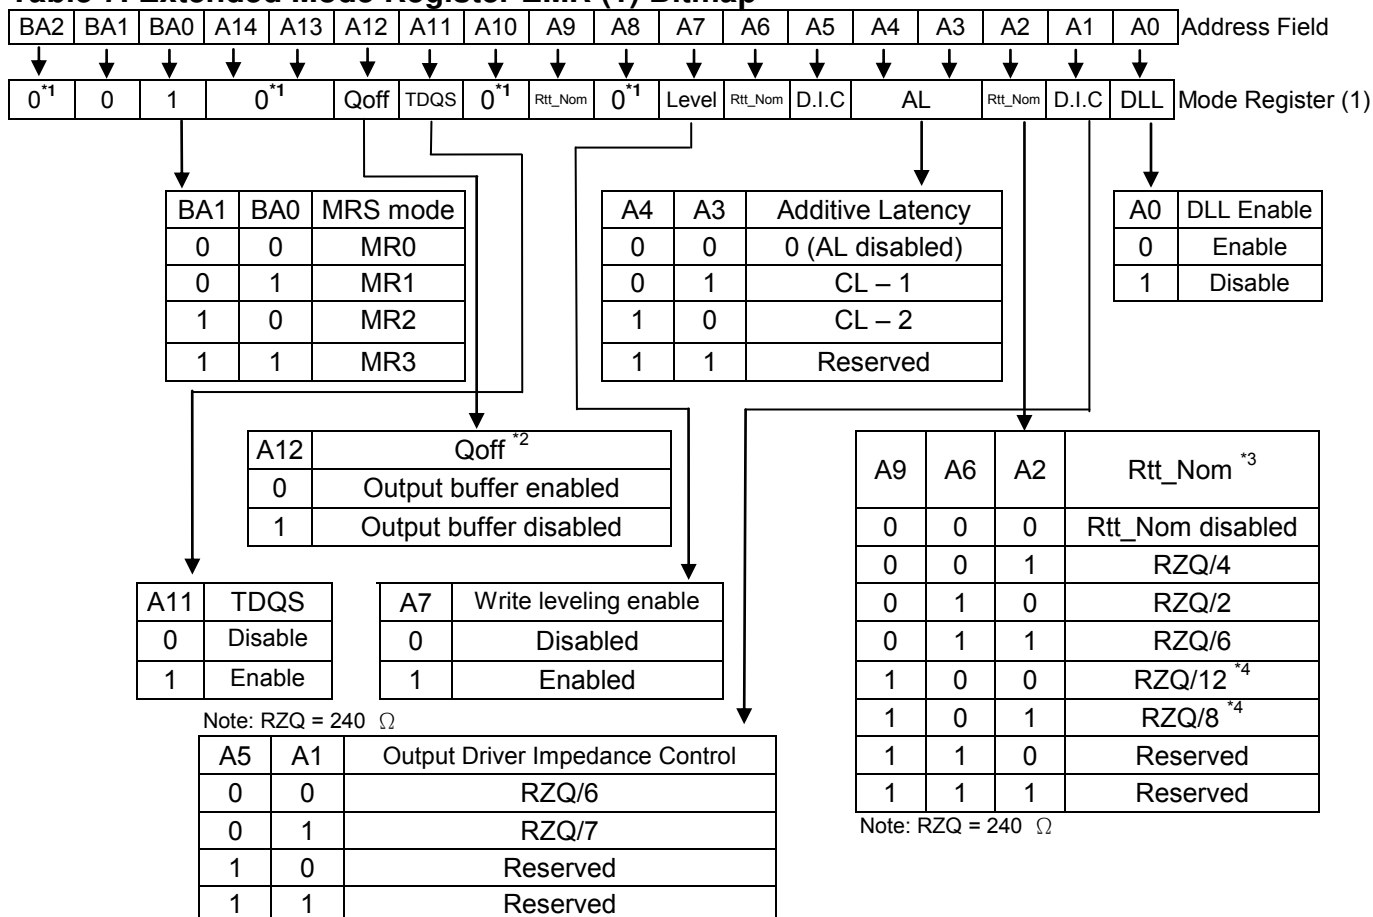 Table 7. Extended Mode Register EMR (1) Bitmap
BA2 BA1 BA0 A14 A13 A12 A11 A10 A9 A8 A7 A6 A5 A4 A3 A2 A1 A0 Address Field
0*1 0 1 0*1 Qoff TDQS 0*1 Rtt_Nom 0*1 Level Rtt_Nom D.I.C AL Rtt_Nom D.I.C DLL Mode Register (1)
BA1 BA0 MRS mode
0 0 MR0
0 1 MR1
1 0 MR2
1 1 MR3
A4 A3 Additive Latency
0 0 0 (AL disabled)
0 1 CL – 1
1 0 CL – 2
1 1 Reserved
A0 DLL Enable
0 Enable
1 Disable
A12 Qoff *2
0 Output buffer enabled
1 Output buffer disabled
A9 A6 A2 Rtt_Nom *3
0 0 0 Rtt_Nom disabled
0 0 1 RZQ/4
0 1 0 RZQ/2
0 1 1 RZQ/6
1 0 0 RZQ/12 *4
1 0 1 RZQ/8 *4
1 1 0 Reserved
1 1 1 Reserved
Note: RZQ = 240 Ω
A11 TDQS
0 Disable
1 Enable
A7 Write leveling enable
0 Disabled
1 Enabled
Note: RZQ = 240 Ω
A5 A1 Output Driver Impedance Control
0 0 RZQ/6
0 1 RZQ/7
1 0 Reserved
1 1 Reserved